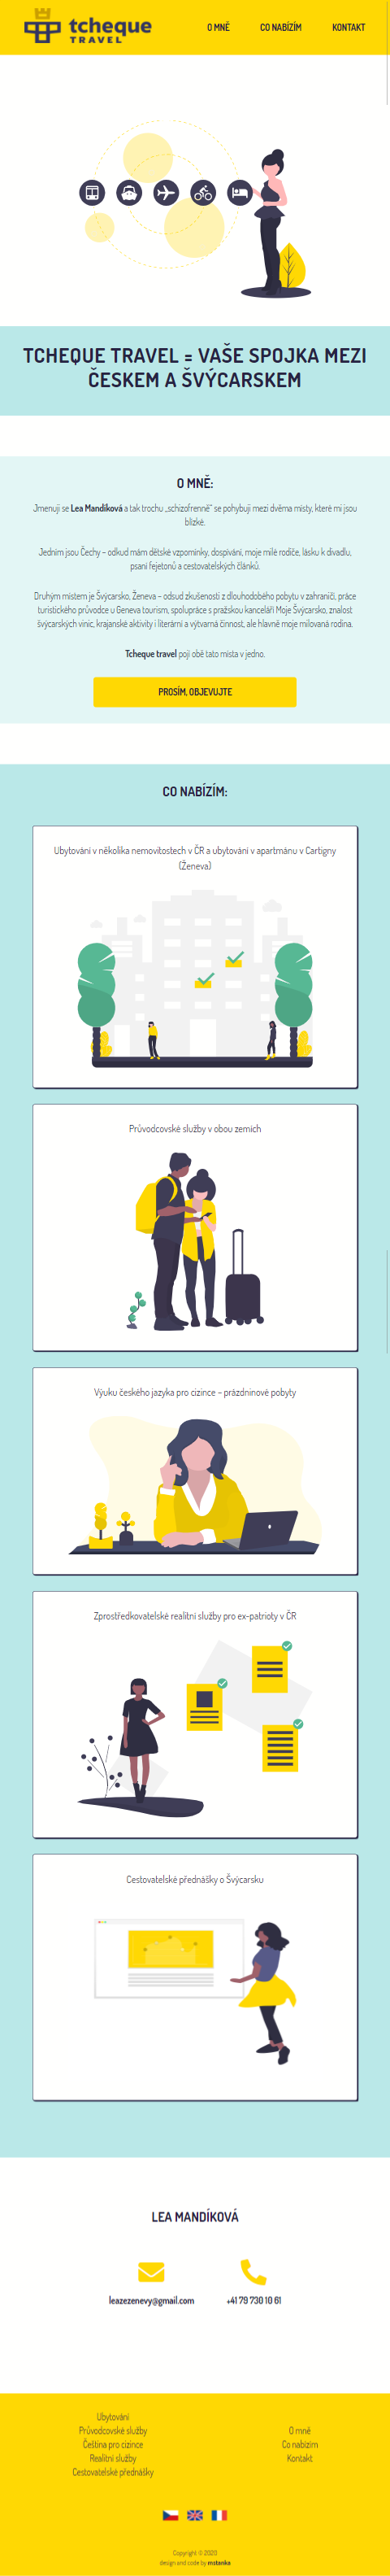 tcheque
TRAVEL
O MNĚ
CO NABÍZÍM
KONTAKT
TCHEQUE TRAVEL = VAŠE SPOJKA MEZI
ČESKEM A ŠVÝCARSKEM
O MNĚ:
Jmenuji se Lea Mandíková a tak trochu „schizofrenně“ se pohybuji mezi dvěma místy, které mi jsou
blízké.
Jedním jsou Čechy – odkud mám dětské vzpomínky, dospívání, moje milé rodiče, lásku k divadlu,
psaní fejetonů a cestovatelských článků.
Druhým místem je Švýcarsko, Ženeva – odsud zkušenosti z dlouhodobého pobytu v zahraničí, práce
turistického průvodce u Geneva tourism, spolupráce s pražskou kanceláří Moje Švýcarsko, znalost
švýcarských vinic, krajanské aktivity i literární a výtvarná činnost, ale hlavně moje milovaná rodina.
Tcheque travel pojí obě tato místa v jedno.
PROSÍM, OBJEVUJTE
CO NABÍZÍM:
Ubytování v několika nemovitostech v ČR a ubytování v apartmánu v Cartigny
(Ženeva)
Průvodcovské služby v obou zemích
Výuku českého jazyka pro cizince – prázdninové pobyty
Zprostředkovatelské realitní služby pro ex-patrioty v ČR
Cestovatelské přednášky o Švýcarsku
LEA MANDÍKOVÁ
leazezenevy@gmail.com
+41 79 730 10 61
Ubytování
Průvodcovské služby
Čeština pro cizince
Realitní služby
Cestovatelské přednášky
O mně
Co nabízím
Kontakt
Copyright © 2020
design and code by mstanka